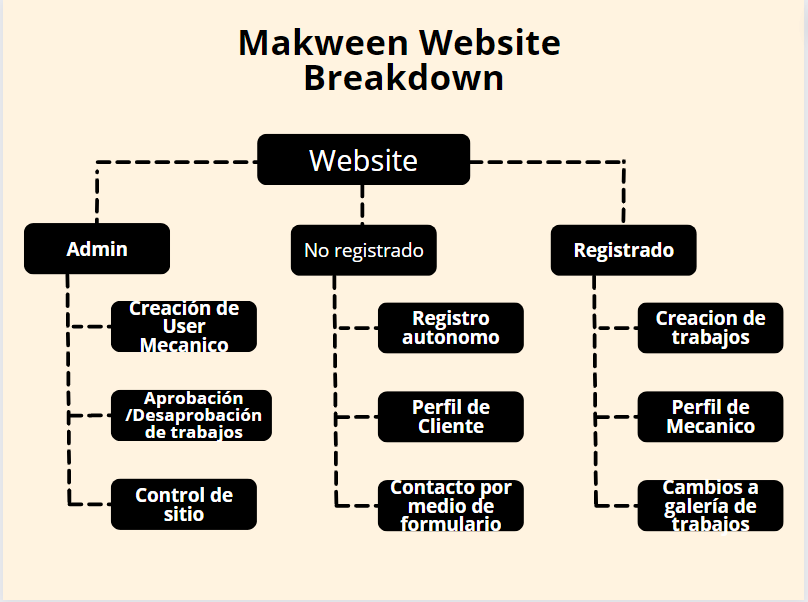 Makween Website
Breakdown
Website
Admin
No registrado
Registrado
Creación de
User
Mecanico
Registro
autonomo
Creacion de
trabajos
Aprobación
/Desaprobación
de trabajos
Perfil de
Cliente
Perfil de
Mecanico
Control de
sitio
Contacto por
medio de
formulario
Cambios a
galería de
trabajos